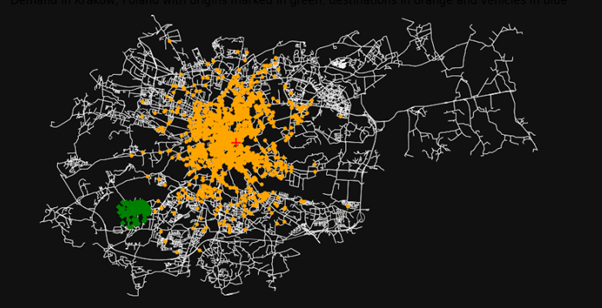 Demand in Krakow, Poland with origins marked in green, destinations in orange and vehicles in blue